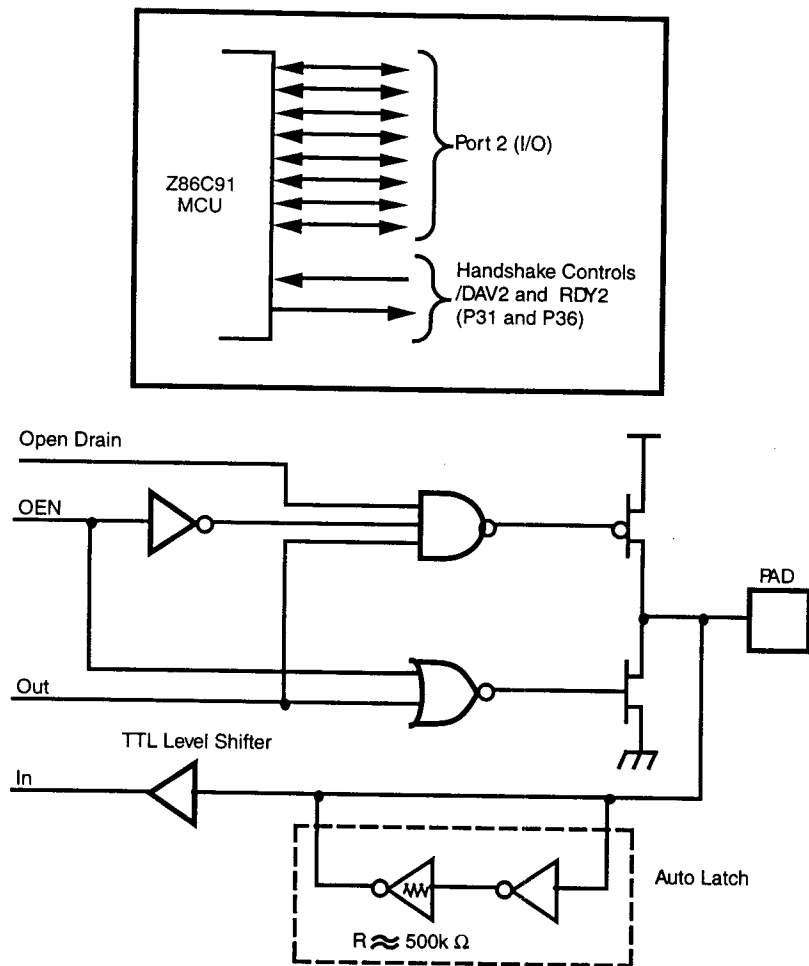 Z86C91
MCU
Port 2 (I/O)
Handshake Controls
/DAV2 and RDY2
(P31 and P36)
Open Drain
OEN
PAD
Out
TTL Level Shifter
In
Auto Latch
R ≈ 500k Ω